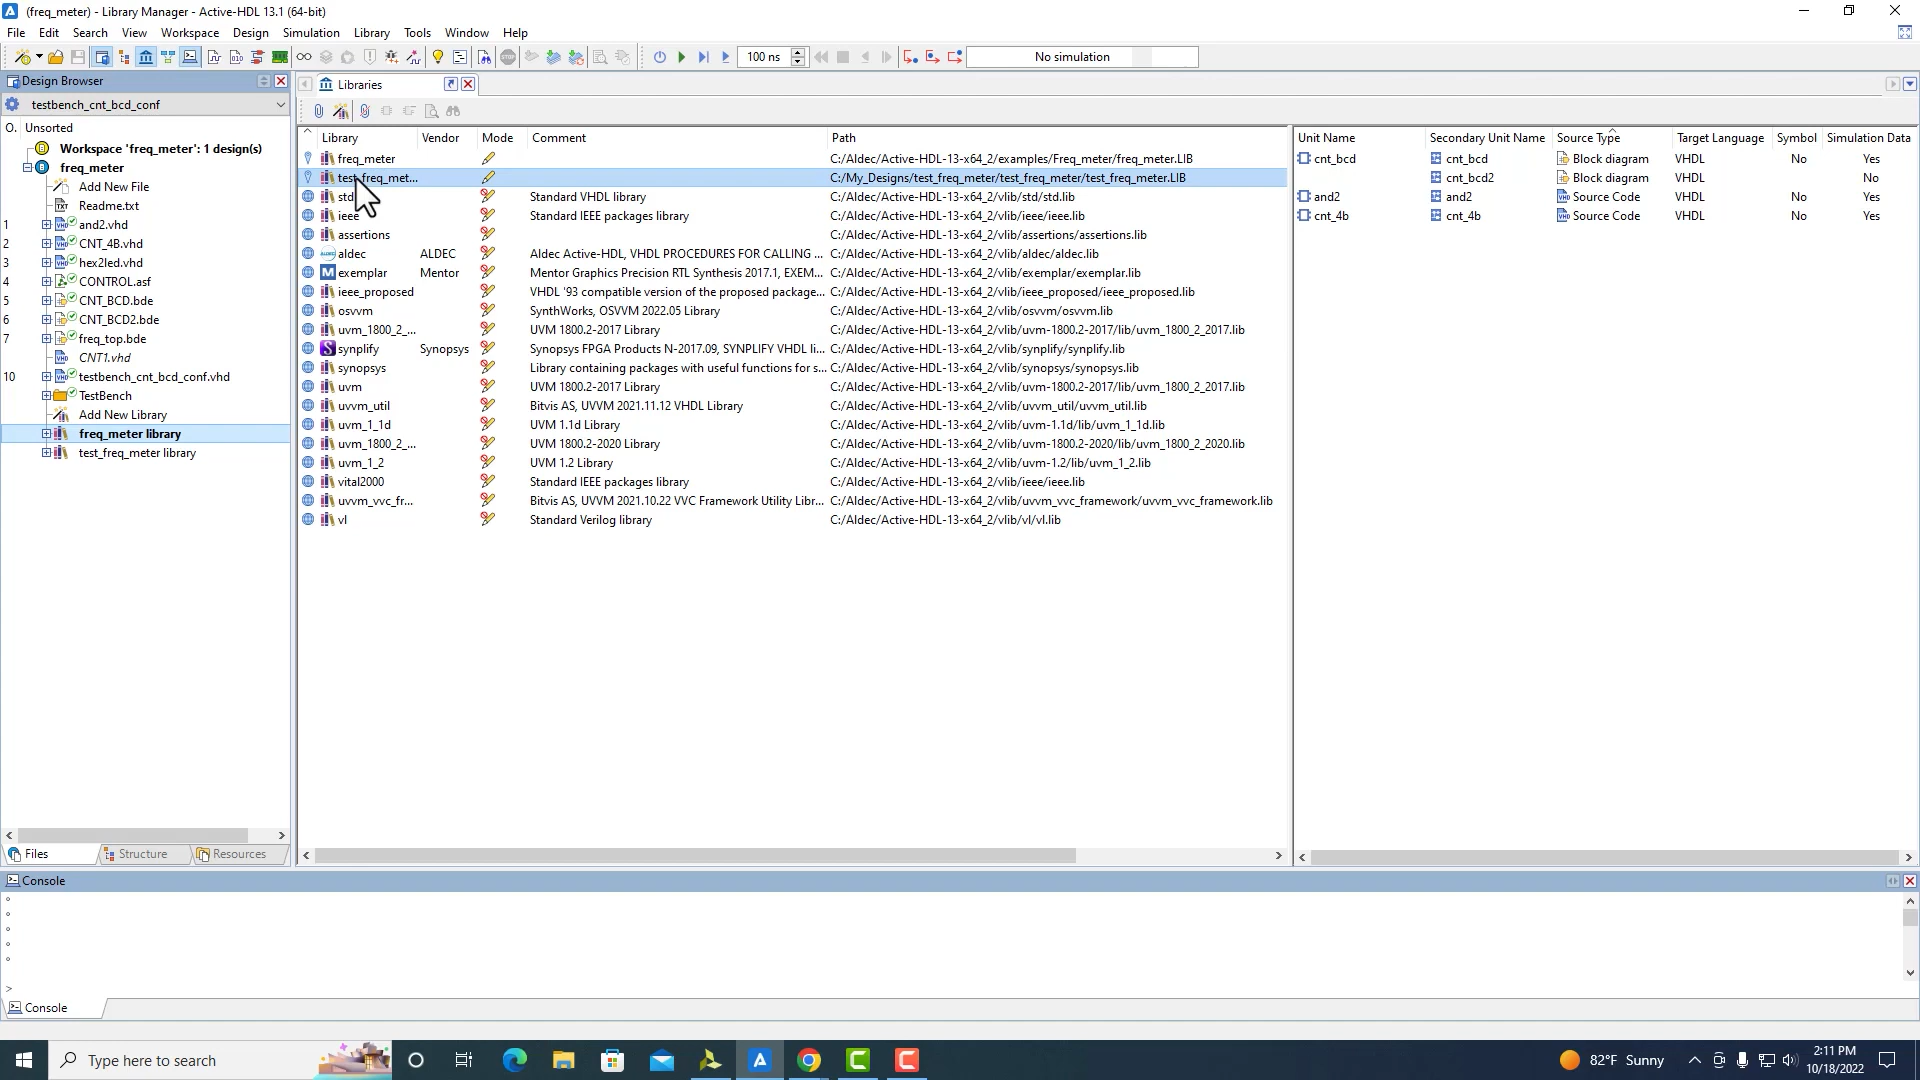 (freq_meter) - Library Manager - Active-HDL 13.1 (64-bit)
File Edit Search View Workspace Design Simulation Library Tools Window Help
100 ns No simulation
Design Browser
Libraries
testbench_cnt_bcd_conf
O. Unsorted
Workspace 'freq_meter': 1 design(s)
freq_meter
Add New File
Readme.txt
1 and2.vhd
2 CNT_4B.vhd
3 hex2led.vhd
4 CONTROL.asf
5 CNT_BCD.bde
6 CNT_BCD2.bde
7 freq_top.bde
CNT1.vhd
10 testbench_cnt_bcd_conf.vhd
TestBench
Add New Library
freq_meter library
test_freq_meter library
Files Structure Resources
Library Vendor Mode Comment Path
freq_meter C:/Aldec/Active-HDL-13-x64_2/examples/Freq_meter/freq_meter.LIB
test_freq_met... C:/My_Designs/test_freq_meter/test_freq_meter/test_freq_meter.LIB
std Standard VHDL library C:/Aldec/Active-HDL-13-x64_2/vlib/std/std.lib
ieee Standard IEEE packages library C:/Aldec/Active-HDL-13-x64_2/vlib/ieee/ieee.lib
assertions C:/Aldec/Active-HDL-13-x64_2/vlib/assertions/assertions.lib
aldec ALDEC Aldec Active-HDL, VHDL PROCEDURES FOR CALLING ... C:/Aldec/Active-HDL-13-x64_2/vlib/aldec/aldec.lib
exemplar Mentor Mentor Graphics Precision RTL Synthesis 2017.1, EXEM... C:/Aldec/Active-HDL-13-x64_2/vlib/exemplar/exemplar.lib
ieee_proposed VHDL '93 compatible version of the proposed package... C:/Aldec/Active-HDL-13-x64_2/vlib/ieee_proposed/ieee_proposed.lib
osvvm SynthWorks, OSVVM 2022.05 Library C:/Aldec/Active-HDL-13-x64_2/vlib/osvvm/osvvm.lib
uvm_1800_2_... UVM 1800.2-2017 Library C:/Aldec/Active-HDL-13-x64_2/vlib/uvm-1800.2-2017/lib/uvm_1800_2_2017.lib
synplify Synopsys Synopsys FPGA Products N-2017.09, SYNPLIFY VHDL li... C:/Aldec/Active-HDL-13-x64_2/vlib/synplify/synplify.lib
synopsys Library containing packages with useful functions for s... C:/Aldec/Active-HDL-13-x64_2/vlib/synopsys/synopsys.lib
uvm UVM 1800.2-2017 Library C:/Aldec/Active-HDL-13-x64_2/vlib/uvm-1800.2-2017/lib/uvm_1800_2_2017.lib
uvvm_util Bitvis AS, UVVM 2021.11.12 VHDL Library C:/Aldec/Active-HDL-13-x64_2/vlib/uvvm_util/uvvm_util.lib
uvm_1_1d UVM 1.1d Library C:/Aldec/Active-HDL-13-x64_2/vlib/uvm-1.1d/lib/uvm_1_1d.lib
uvm_1800_2_... UVM 1800.2-2020 Library C:/Aldec/Active-HDL-13-x64_2/vlib/uvm-1800.2-2020/lib/uvm_1800_2_2020.lib
uvm_1_2 UVM 1.2 Library C:/Aldec/Active-HDL-13-x64_2/vlib/uvm-1.2/lib/uvm_1_2.lib
vital2000 Standard IEEE packages library C:/Aldec/Active-HDL-13-x64_2/vlib/ieee/ieee.lib
uvvm_vvc_fr... Bitvis AS, UVVM 2021.10.22 VVC Framework Utility Libr... C:/Aldec/Active-HDL-13-x64_2/vlib/uvvm_vvc_framework/uvvm_vvc_framework.lib
vl Standard Verilog library C:/Aldec/Active-HDL-13-x64_2/vlib/vl/vl.lib
Unit Name Secondary Unit Name Source Type Target Language Symbol Simulation Data
cnt_bcd cnt_bcd Block diagram VHDL No Yes
cnt_bcd2 Block diagram VHDL No
and2 and2 Source Code VHDL No Yes
cnt_4b cnt_4b Source Code VHDL No Yes
Console
>
Console
Type here to search
82°F Sunny
2:11 PM
10/18/2022